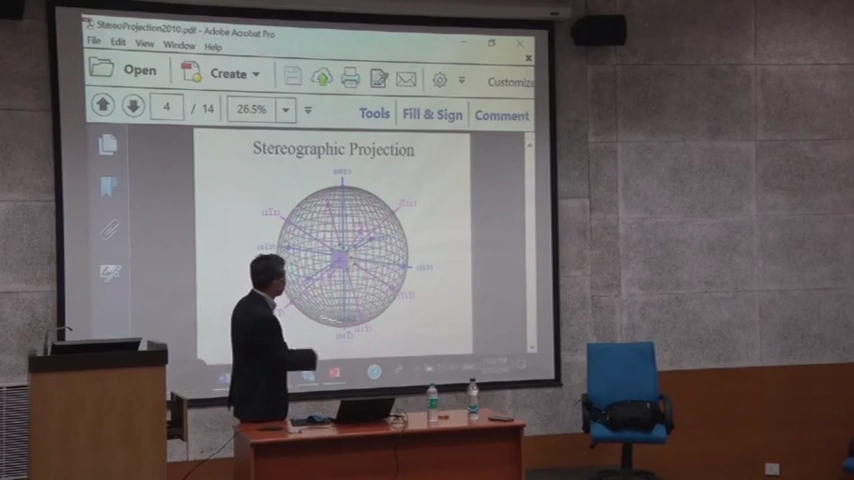 StereoProjection2010.pdf - Adobe Acrobat Pro
File Edit View Window Help
Open Create Customize
4 / 14 26.5% Tools Fill & Sign Comment
Stereographic Projection